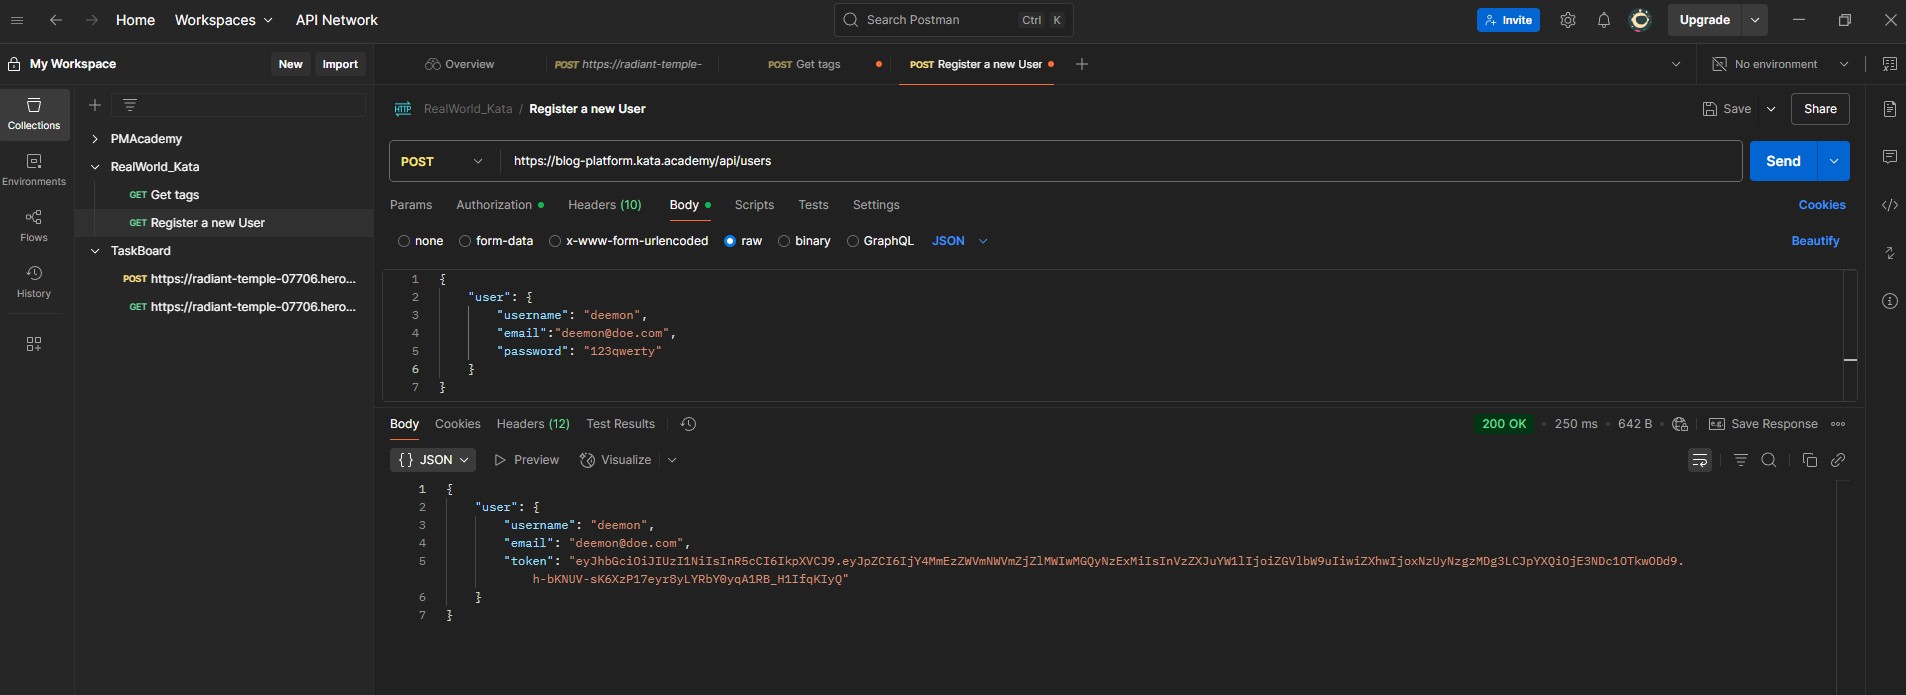 Home Workspaces API Network Search Postman Ctrl K Invite Upgrade
My Workspace New Import Overview POST https://radiant-temple- POST Get tags POST Register a new User No environment
Collections
Environments
Flows
History
PMAcademy
RealWorld_Kata
GET Get tags
GET Register a new User
TaskBoard
POST https://radiant-temple-07706.hero...
GET https://radiant-temple-07706.hero...
HTTP RealWorld_Kata / Register a new User Save Share
POST https://blog-platform.kata.academy/api/users Send
Params Authorization Headers (10) Body Scripts Tests Settings Cookies
none form-data x-www-form-urlencoded raw binary GraphQL JSON Beautify
1 {
2 "user": {
3 "username": "deemon",
4 "email":"deemon@doe.com",
5 "password": "123qwerty"
6 }
7 }
Body Cookies Headers (12) Test Results 200 OK • 250 ms • 642 B e.g. Save Response
{} JSON Preview Visualize
1 {
2 "user": {
3 "username": "deemon",
4 "email": "deemon@doe.com",
5 "token": "eyJhbGciOiJIUzI1NiIsInR5cCI6IkpXVCJ9.eyJpZCI6IjY4MmEzZWVmNWVmZjZlMWIwMGQyNzExMiIsInVzZXJuYW1lIjoiZGVlbW9uIiwiZXhwIjoxNzUyNzgzMDg3LCJpYXQiOjE3NDc1OTkwODd9.
h-bKNUV-sK6XzP17eyr8yLYRbY0yqA1RB_H1IfqKIyQ"
6 }
7 }